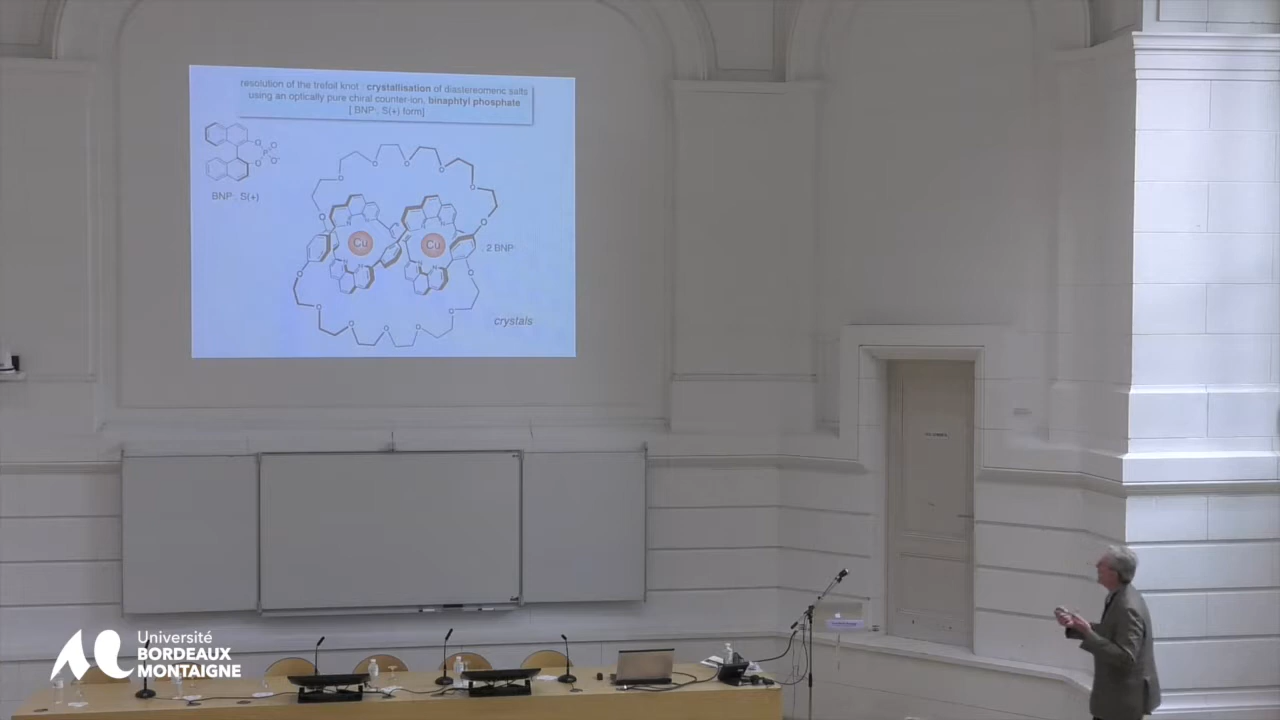 resolution of the trefoil knot : crystallisation of diastereomeric salts
using an optically pure chiral counter-ion, binaphtyl phosphate
[ BNP-, S(+) form]
BNP-, S(+)
Cu
Cu
, 2 BNP-
crystals
Université
BORDEAUX
MONTAIGNE